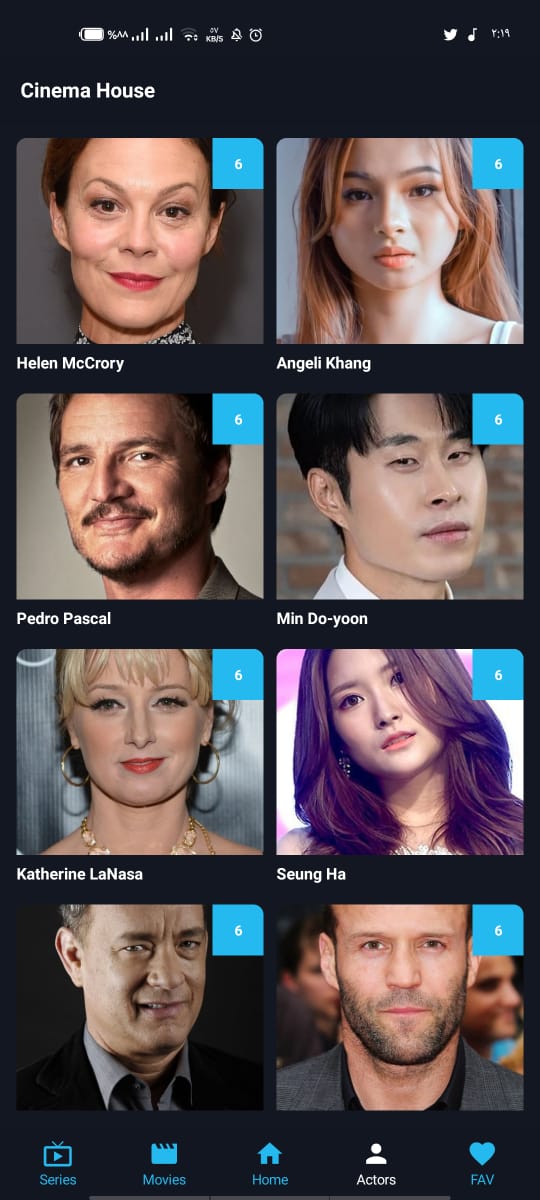 %٨٨ ٥٧ KB/S ٢:١٩
Cinema House
6 6
Helen McCrory Angeli Khang
6 6
Pedro Pascal Min Do-yoon
6 6
Katherine LaNasa Seung Ha
6 6
Series Movies Home Actors FAV